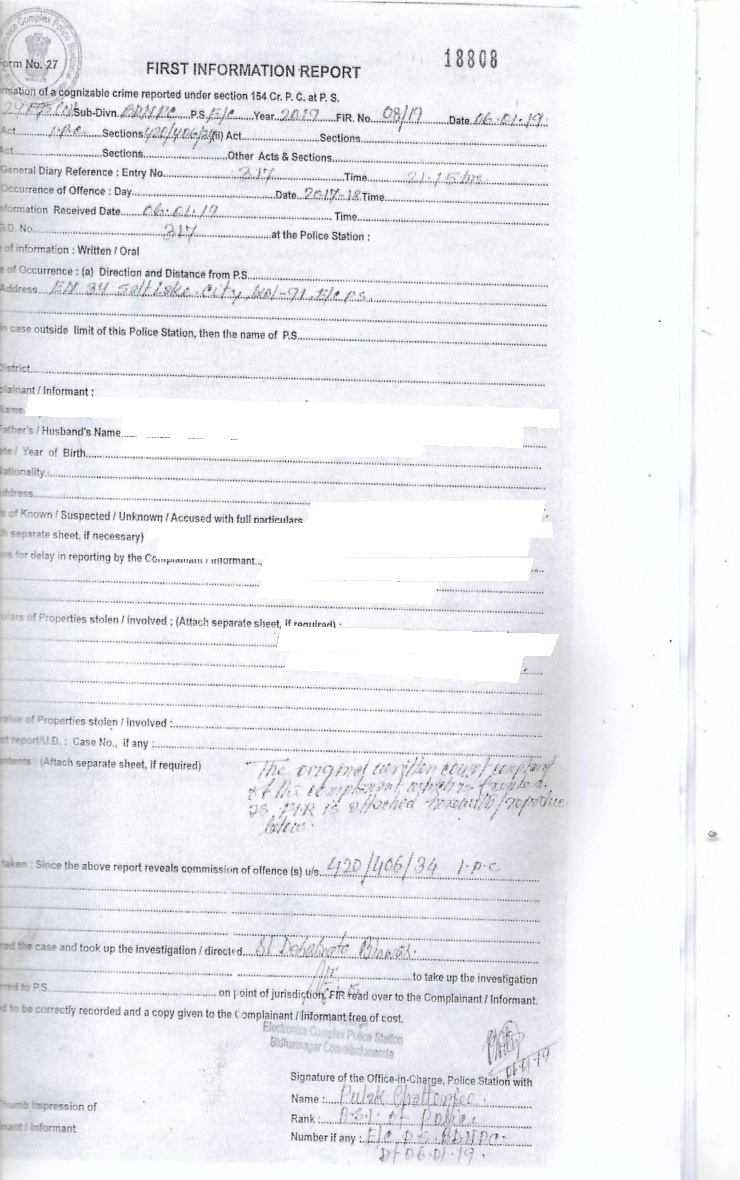 Electronics Complex Police Station
18808
Form No. 27
FIRST INFORMATION REPORT
rmation of a cognizable crime reported under section 154 Cr. P. C. at P. S.
Sub-Divn. BDNPC P.S. E/C Year 2019 FIR. No. 08/19 Date 06.01.19
Act I.P.C. Sections 420/406/34 (ii) Act Sections
Act Sections Other Acts & Sections
General Diary Reference : Entry No. 317 Time 21.15 hrs
Occurrence of Offence : Day Date 2017-18 Time
nformation Received Date 06.01.19 Time
G.D. No. 317 at the Police Station :
of information : Written / Oral
e of Occurrence : (a) Direction and Distance from P.S.
Address EN 34 Salt Lake City, Kol-91, E/C P.S.
n case outside limit of this Police Station, then the name of P.S.
District
plainant / Informant :
Name
Father's / Husband's Name
ate / Year of Birth
Nationality
ddress
s of Known / Suspected / Unknown / Accused with full particulars
h separate sheet, if necessary)
ns for delay in reporting by the Complainant / Informant
ulars of Properties stolen / involved : (Attach separate sheet, if required) :
alue of Properties stolen / involved :
st report/U.D. : Case No., if any :
ntents : (Attach separate sheet, if required)
The original written court complaint
of the complainant which is treated
as FIR is attached herewith/reproduce
below.
taken : Since the above report reveals commission of offence (s) u/s. 420/406/34 I.P.C
red the case and took up the investigation / directed SI Debabrata Biswas
to take up the investigation
rred to P.S. on point of jurisdiction, FIR read over to the Complainant / Informant.
d to be correctly recorded and a copy given to the Complainant / Informant free of cost.
Electronics Complex Police Station
Bidhannagar Commissionerate
06.01.19
Signature of the Office-in-Charge, Police Station with
Name : Pulak Chatterjee
Thumb Impression of
Rank : A.S.I of Police
nant / Informant
Number if any : E/C P.S. BDNPC
Dt 06.01.19.